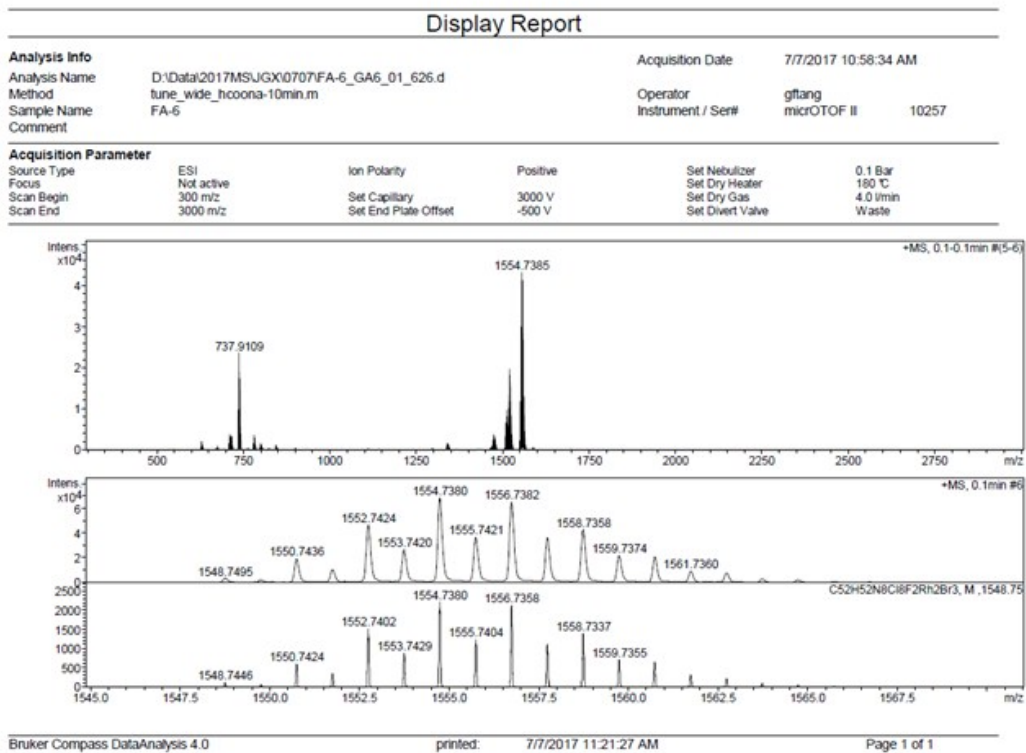 Display Report
Analysis Info
Acquisition Date 7/7/2017 10:58:34 AM
Analysis Name D:\Data\2017MS\JGX\0707\FA-6_GA6_01_626.d
Method tune_wide_hcoona-10min.m Operator gftang
Sample Name FA-6 Instrument / Ser# micrOTOF II 10257
Comment
Acquisition Parameter
Source Type ESI Ion Polarity Positive Set Nebulizer 0.1 Bar
Focus Not active Set Dry Heater 180 °C
Scan Begin 300 m/z Set Capillary 3000 V Set Dry Gas 4.0 l/min
Scan End 3000 m/z Set End Plate Offset -500 V Set Divert Valve Waste
Intens. +MS, 0.1-0.1min #(5-6)
x10⁴
1554.7385
4
3
737.9109
2
1
0
500 750 1000 1250 1500 1750 2000 2250 2500 2750 m/z
Intens. +MS, 0.1min #6
x10⁴
1554.7380 1556.7382
6
1552.7424
4
1555.7421 1558.7358
1553.7420
2
1550.7436 1559.7374
1561.7360
1548.7495
0
C52H52N8Cl8F2Rh2Br3, M ,1548.75
2500
1554.7380 1556.7358
2000
1552.7402
1500
1555.7404 1558.7337
1553.7429
1000
1550.7424 1559.7355
500
1548.7446
0
1545.0 1547.5 1550.0 1552.5 1555.0 1557.5 1560.0 1562.5 1565.0 1567.5 m/z
Bruker Compass DataAnalysis 4.0 printed: 7/7/2017 11:21:27 AM Page 1 of 1